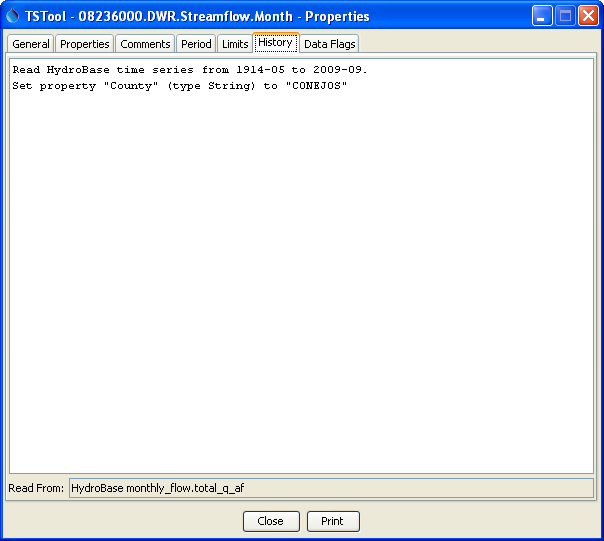 TSTool - 08236000.DWR.Streamflow.Month - Properties
General Properties Comments Period Limits History Data Flags
Read HydroBase time series from 1914-05 to 2009-09.
Set property "County" (type String) to "CONEJOS"
Read From: HydroBase monthly_flow.total_q_af
Close Print